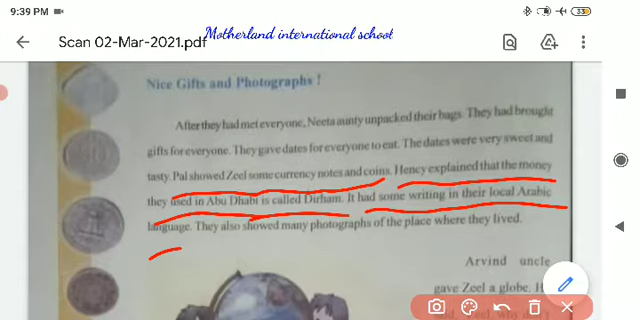 9:39 PM
33
Scan 02-Mar-2021.pdf
Motherland international school
Nice Gifts and Photographs !
After they had met everyone, Neeta aunty unpacked their bags. They had brought
gifts for everyone. They gave dates for everyone to eat. The dates were very sweet and
tasty. Pal showed Zeel some currency notes and coins. Hency explained that the money
they used in Abu Dhabi is called Dirham. It had some writing in their local Arabic
language. They also showed many photographs of the place where they lived.
Arvind uncle
gave Zeel a globe. H